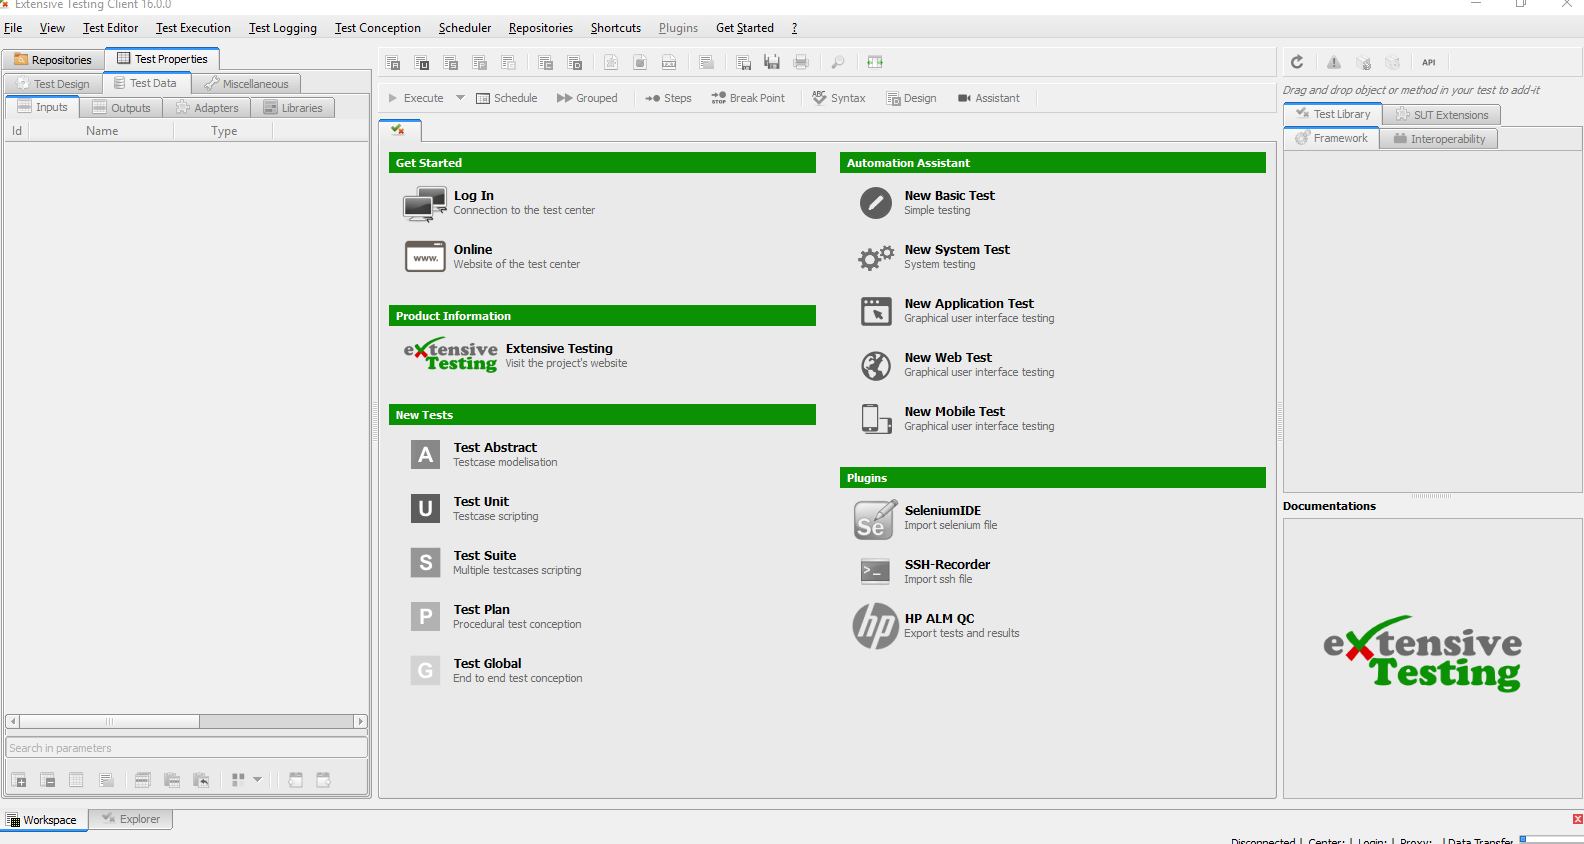 Extensive Testing Client 16.0.0
File View Test Editor Test Execution Test Logging Test Conception Scheduler Repositories Shortcuts Plugins Get Started ?
Repositories Test Properties
Test Design Test Data Miscellaneous
Inputs Outputs Adapters Libraries
Id Name Type
Search in parameters
Workspace Explorer
API
Execute Schedule Grouped Steps Break Point Syntax Design Assistant
Get Started
Log In
Connection to the test center
www.
Online
Website of the test center
Product Information
extensive Testing
Extensive Testing
Visit the project's website
New Tests
A
Test Abstract
Testcase modelisation
U
Test Unit
Testcase scripting
S
Test Suite
Multiple testcases scripting
P
Test Plan
Procedural test conception
G
Test Global
End to end test conception
Automation Assistant
New Basic Test
Simple testing
New System Test
System testing
New Application Test
Graphical user interface testing
New Web Test
Graphical user interface testing
New Mobile Test
Graphical user interface testing
Plugins
Se
SeleniumIDE
Import selenium file
SSH-Recorder
Import ssh file
hp
HP ALM QC
Export tests and results
Drag and drop object or method in your test to add-it
Test Library SUT Extensions
Framework Interoperability
Documentations
extensive
Testing
Disconnected | Center: | Login: | Proxy: | Data Transfer